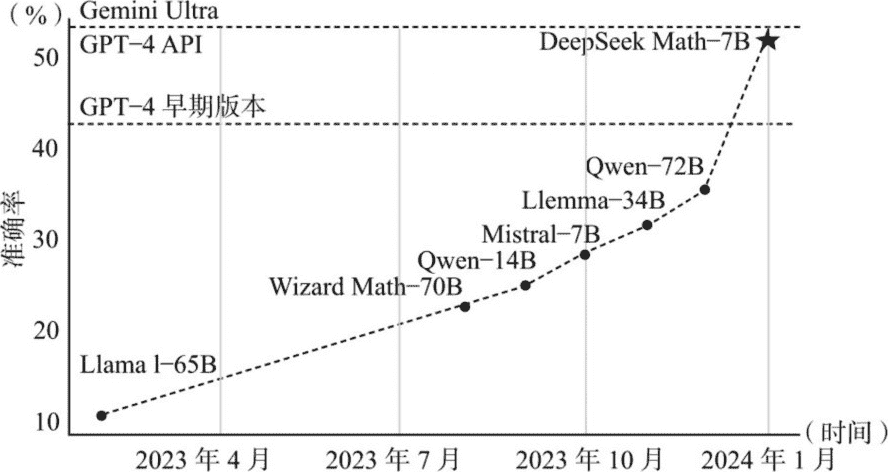 (%)
Gemini Ultra
50
GPT-4 API
DeepSeek Math-7B
GPT-4 早期版本
40
Qwen-72B
Llemma-34B
准确率
30
Mistral-7B
Qwen-14B
Wizard Math-70B
20
Llama l-65B
10
(时间)
2023 年 4 月
2023 年 7 月
2023 年 10 月
2024 年 1 月